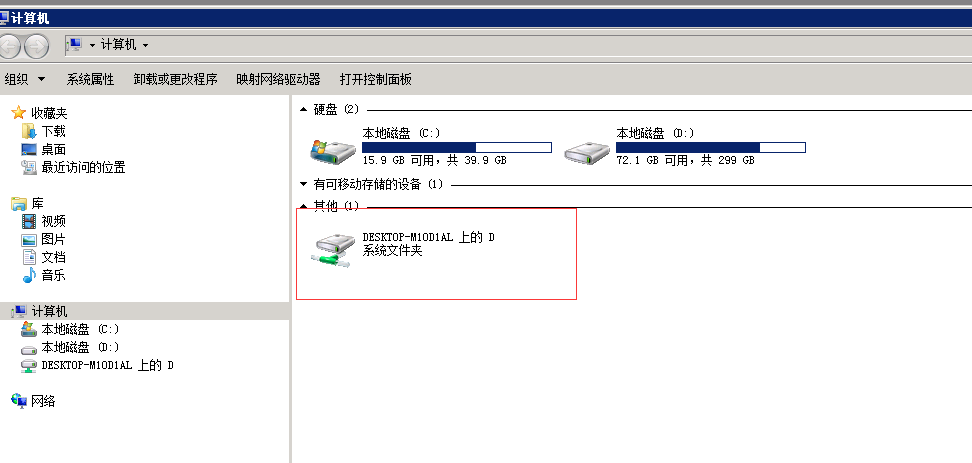 计算机
计算机
组织 系统属性 卸载或更改程序 映射网络驱动器 打开控制面板
收藏夹
下载
桌面
最近访问的位置
库
视频
图片
文档
音乐
计算机
本地磁盘 (C:)
本地磁盘 (D:)
DESKTOP-M10D1AL 上的 D
网络
硬盘 (2)
本地磁盘 (C:)
15.9 GB 可用，共 39.9 GB
本地磁盘 (D:)
72.1 GB 可用，共 299 GB
有可移动存储的设备 (1)
其他 (1)
DESKTOP-M10D1AL 上的 D
系统文件夹